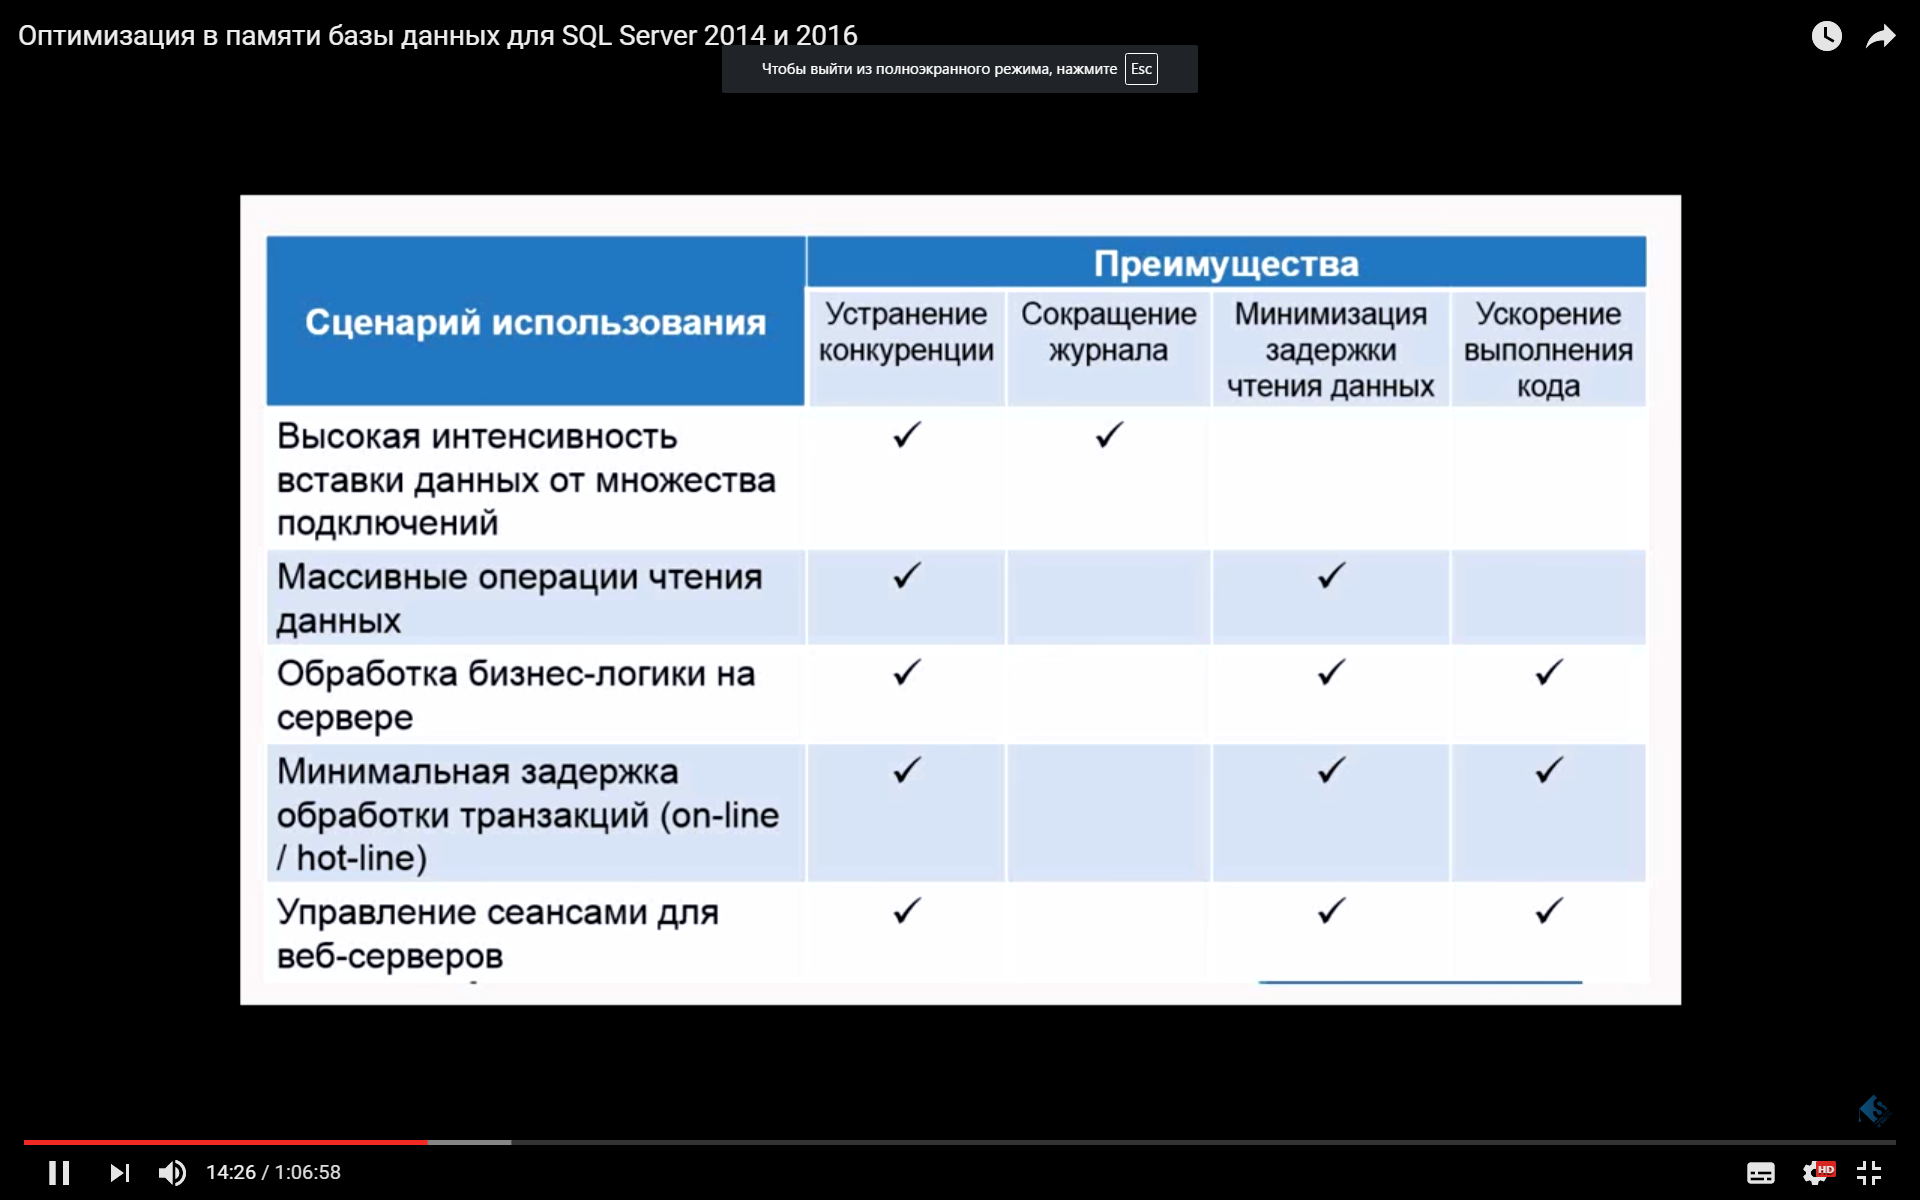 Оптимизация в памяти базы данных для SQL Server 2014 и 2016
Чтобы выйти из полноэкранного режима, нажмите Esc
Сценарий использования
Преимущества
Устранение
конкуренции
Сокращение
журнала
Минимизация
задержки
чтения данных
Ускорение
выполнения
кода
Высокая интенсивность
вставки данных от множества
подключений
✓ ✓
Массивные операции чтения
данных
✓ ✓
Обработка бизнес-логики на
сервере
✓ ✓ ✓
Минимальная задержка
обработки транзакций (on-line
/ hot-line)
✓ ✓ ✓
Управление сеансами для
веб-серверов
✓ ✓ ✓
14:26 / 1:06:58
HD